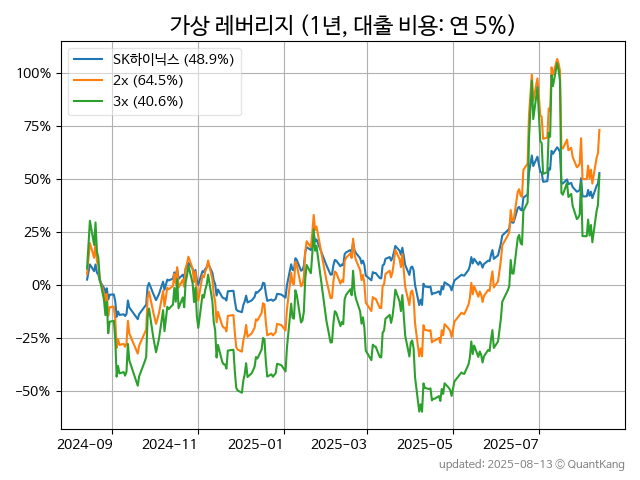 가상 레버리지 (1년, 대출 비용: 연 5%)
SK하이닉스 (48.9%)
2x (64.5%)
3x (40.6%)
100%
75%
50%
25%
0%
−25%
−50%
2024-09
2024-11
2025-01
2025-03
2025-05
2025-07
updated: 2025-08-13 ⓒ QuantKang